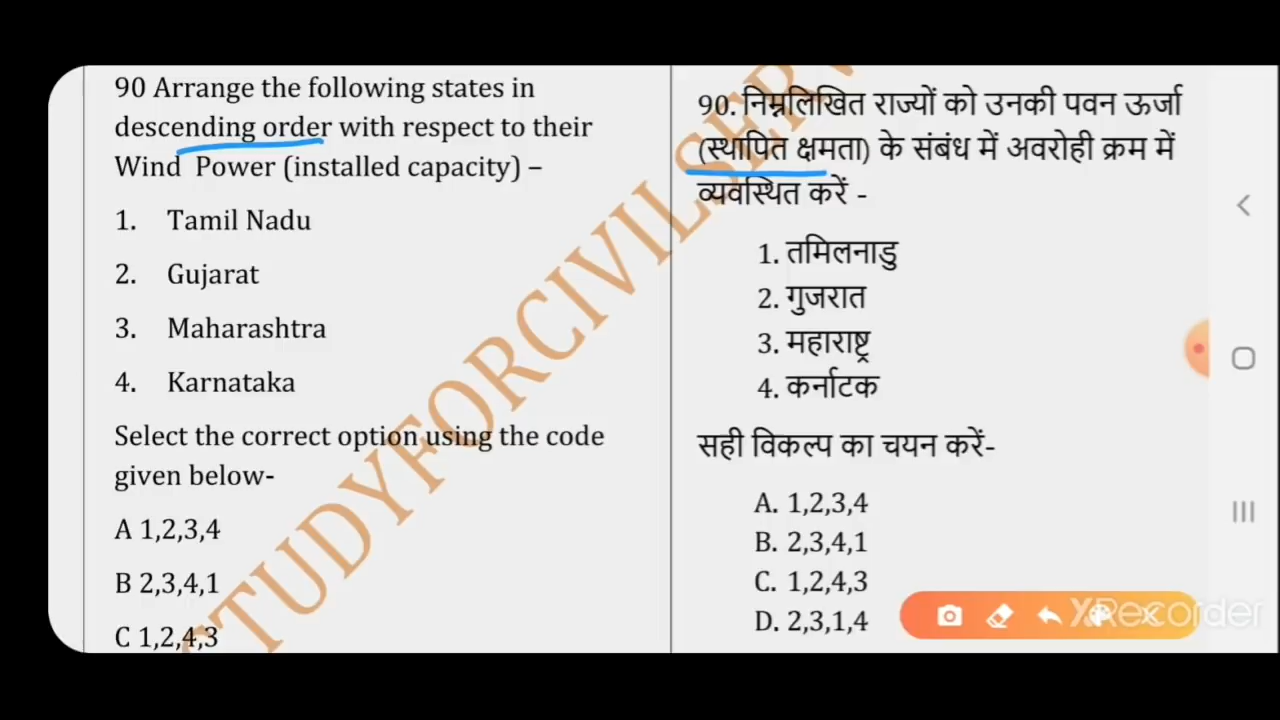 90 Arrange the following states in
descending order with respect to their
Wind Power (installed capacity) –
1. Tamil Nadu
2. Gujarat
3. Maharashtra
4. Karnataka
Select the correct option using the code
given below-
A 1,2,3,4
B 2,3,4,1
C 1,2,4,3
90. निम्नलिखित राज्यों को उनकी पवन ऊर्जा
(स्थापित क्षमता) के संबंध में अवरोही क्रम में
व्यवस्थित करें -
1. तमिलनाडु
2. गुजरात
3. महाराष्ट्र
4. कर्नाटक
सही विकल्प का चयन करें-
A. 1,2,3,4
B. 2,3,4,1
C. 1,2,4,3
D. 2,3,1,4
STUDYFORCIVILSERV
XRecorder